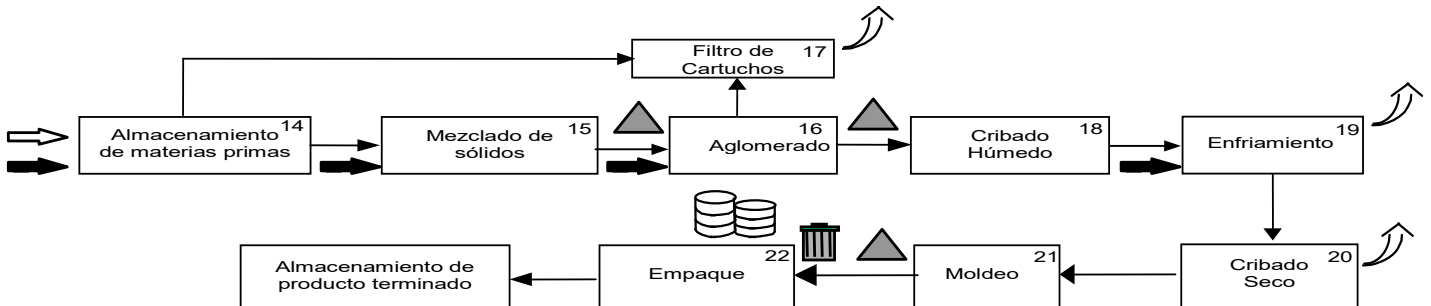 Filtro de 17
Cartuchos
Almacenamiento 14
de materias primas
Mezclado de 15
sólidos
16
Aglomerado
Cribado 18
Húmedo
19
Enfriamiento
Almacenamiento de
producto terminado
22
Empaque
21
Moldeo
Cribado 20
Seco